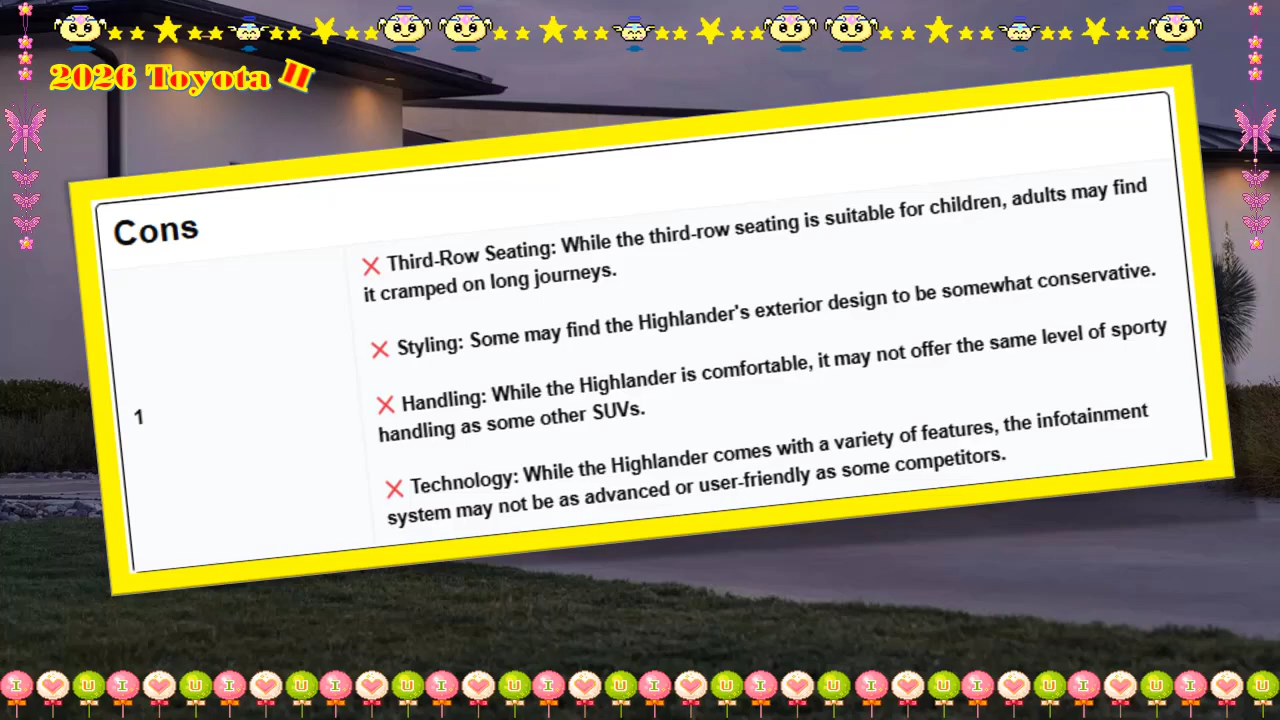 2026 Toyota H
Cons
1
❌ Third-Row Seating: While the third-row seating is suitable for children, adults may find
it cramped on long journeys.
❌ Styling: Some may find the Highlander's exterior design to be somewhat conservative.
❌ Handling: While the Highlander is comfortable, it may not offer the same level of sporty
handling as some other SUVs.
❌ Technology: While the Highlander comes with a variety of features, the infotainment
system may not be as advanced or user-friendly as some competitors.
I U I U I U I U I U I U I U I U I U I U I U I U